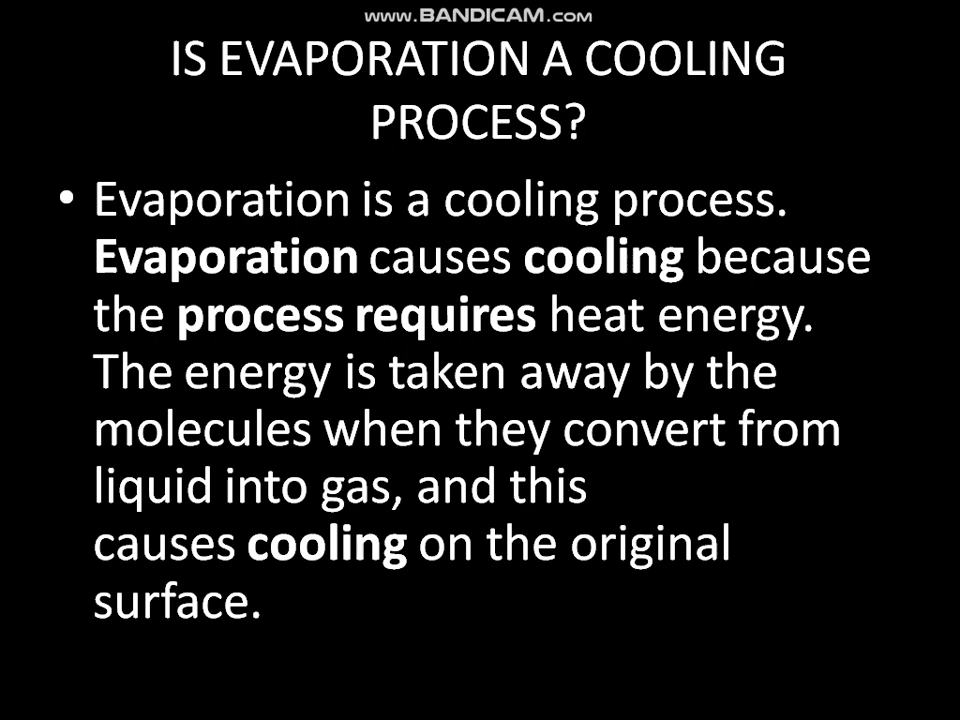 www.BANDICAM.com
IS EVAPORATION A COOLING
PROCESS?
• Evaporation is a cooling process.
Evaporation causes cooling because
the process requires heat energy.
The energy is taken away by the
molecules when they convert from
liquid into gas, and this
causes cooling on the original
surface.